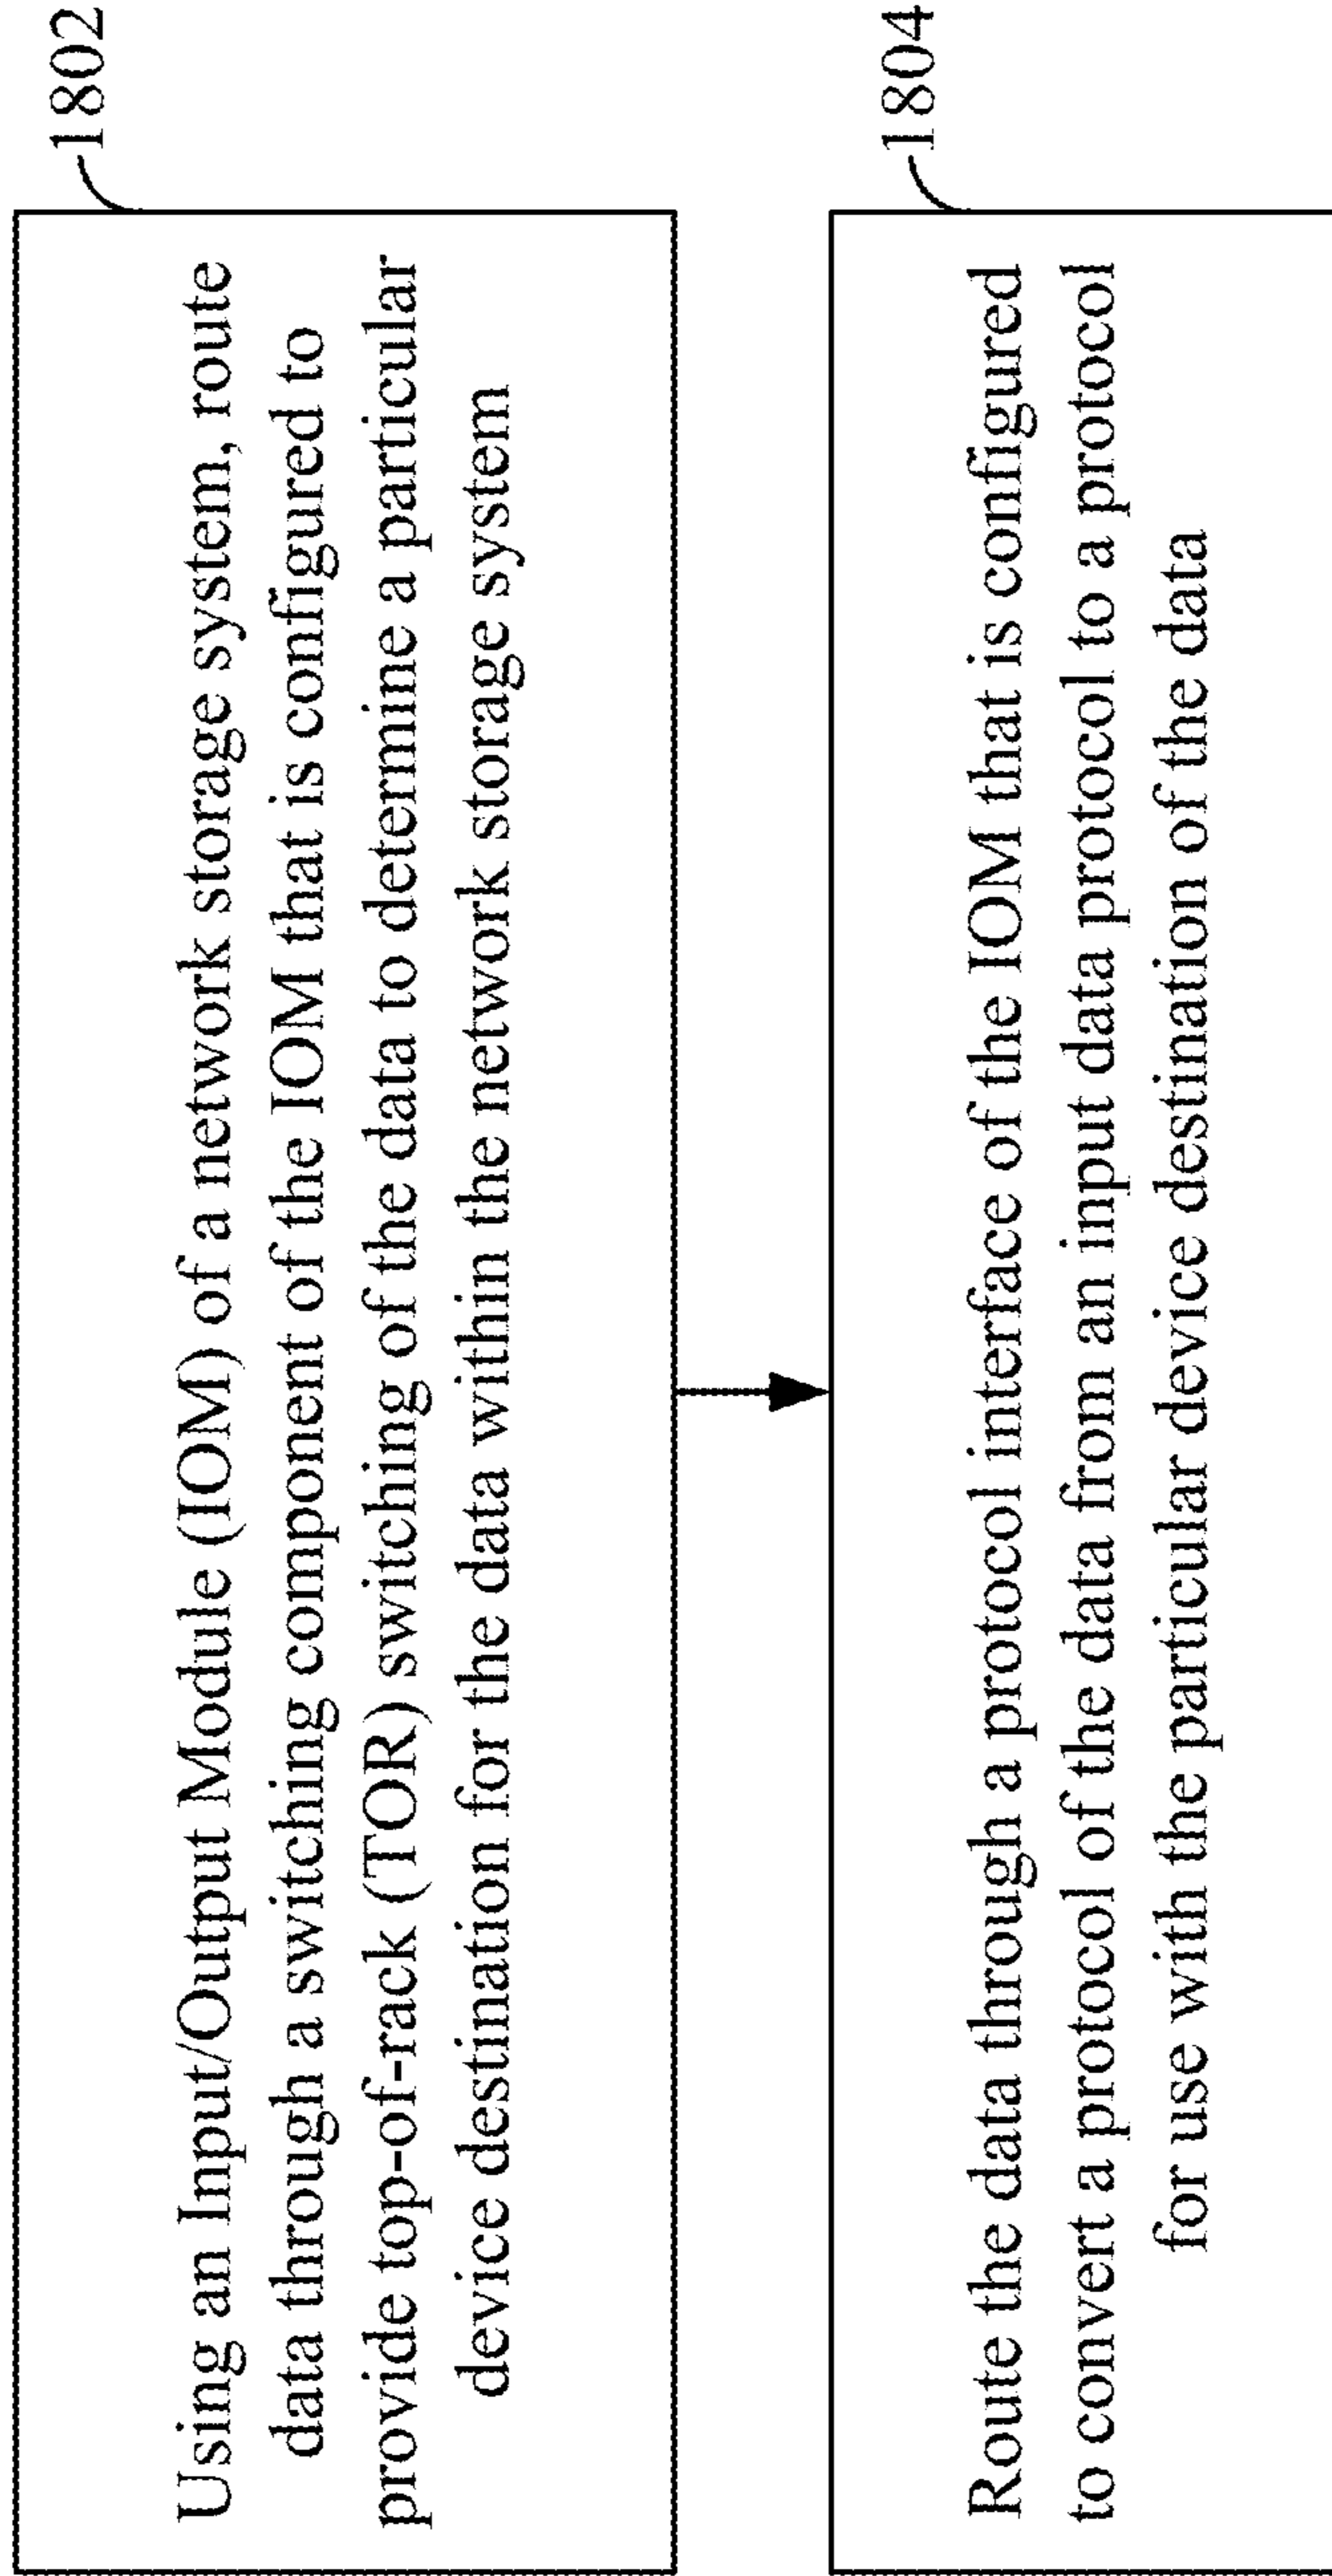 1802
Using an Input/Output Module (IOM) of a network storage system, route
data through a switching component of the IOM that is configured to
provide top-of-rack (TOR) switching of the data to determine a particular
device destination for the data within the network storage system
1804
Route the data through a protocol interface of the IOM that is configured
to convert a protocol of the data from an input data protocol to a protocol
for use with the particular device destination of the data